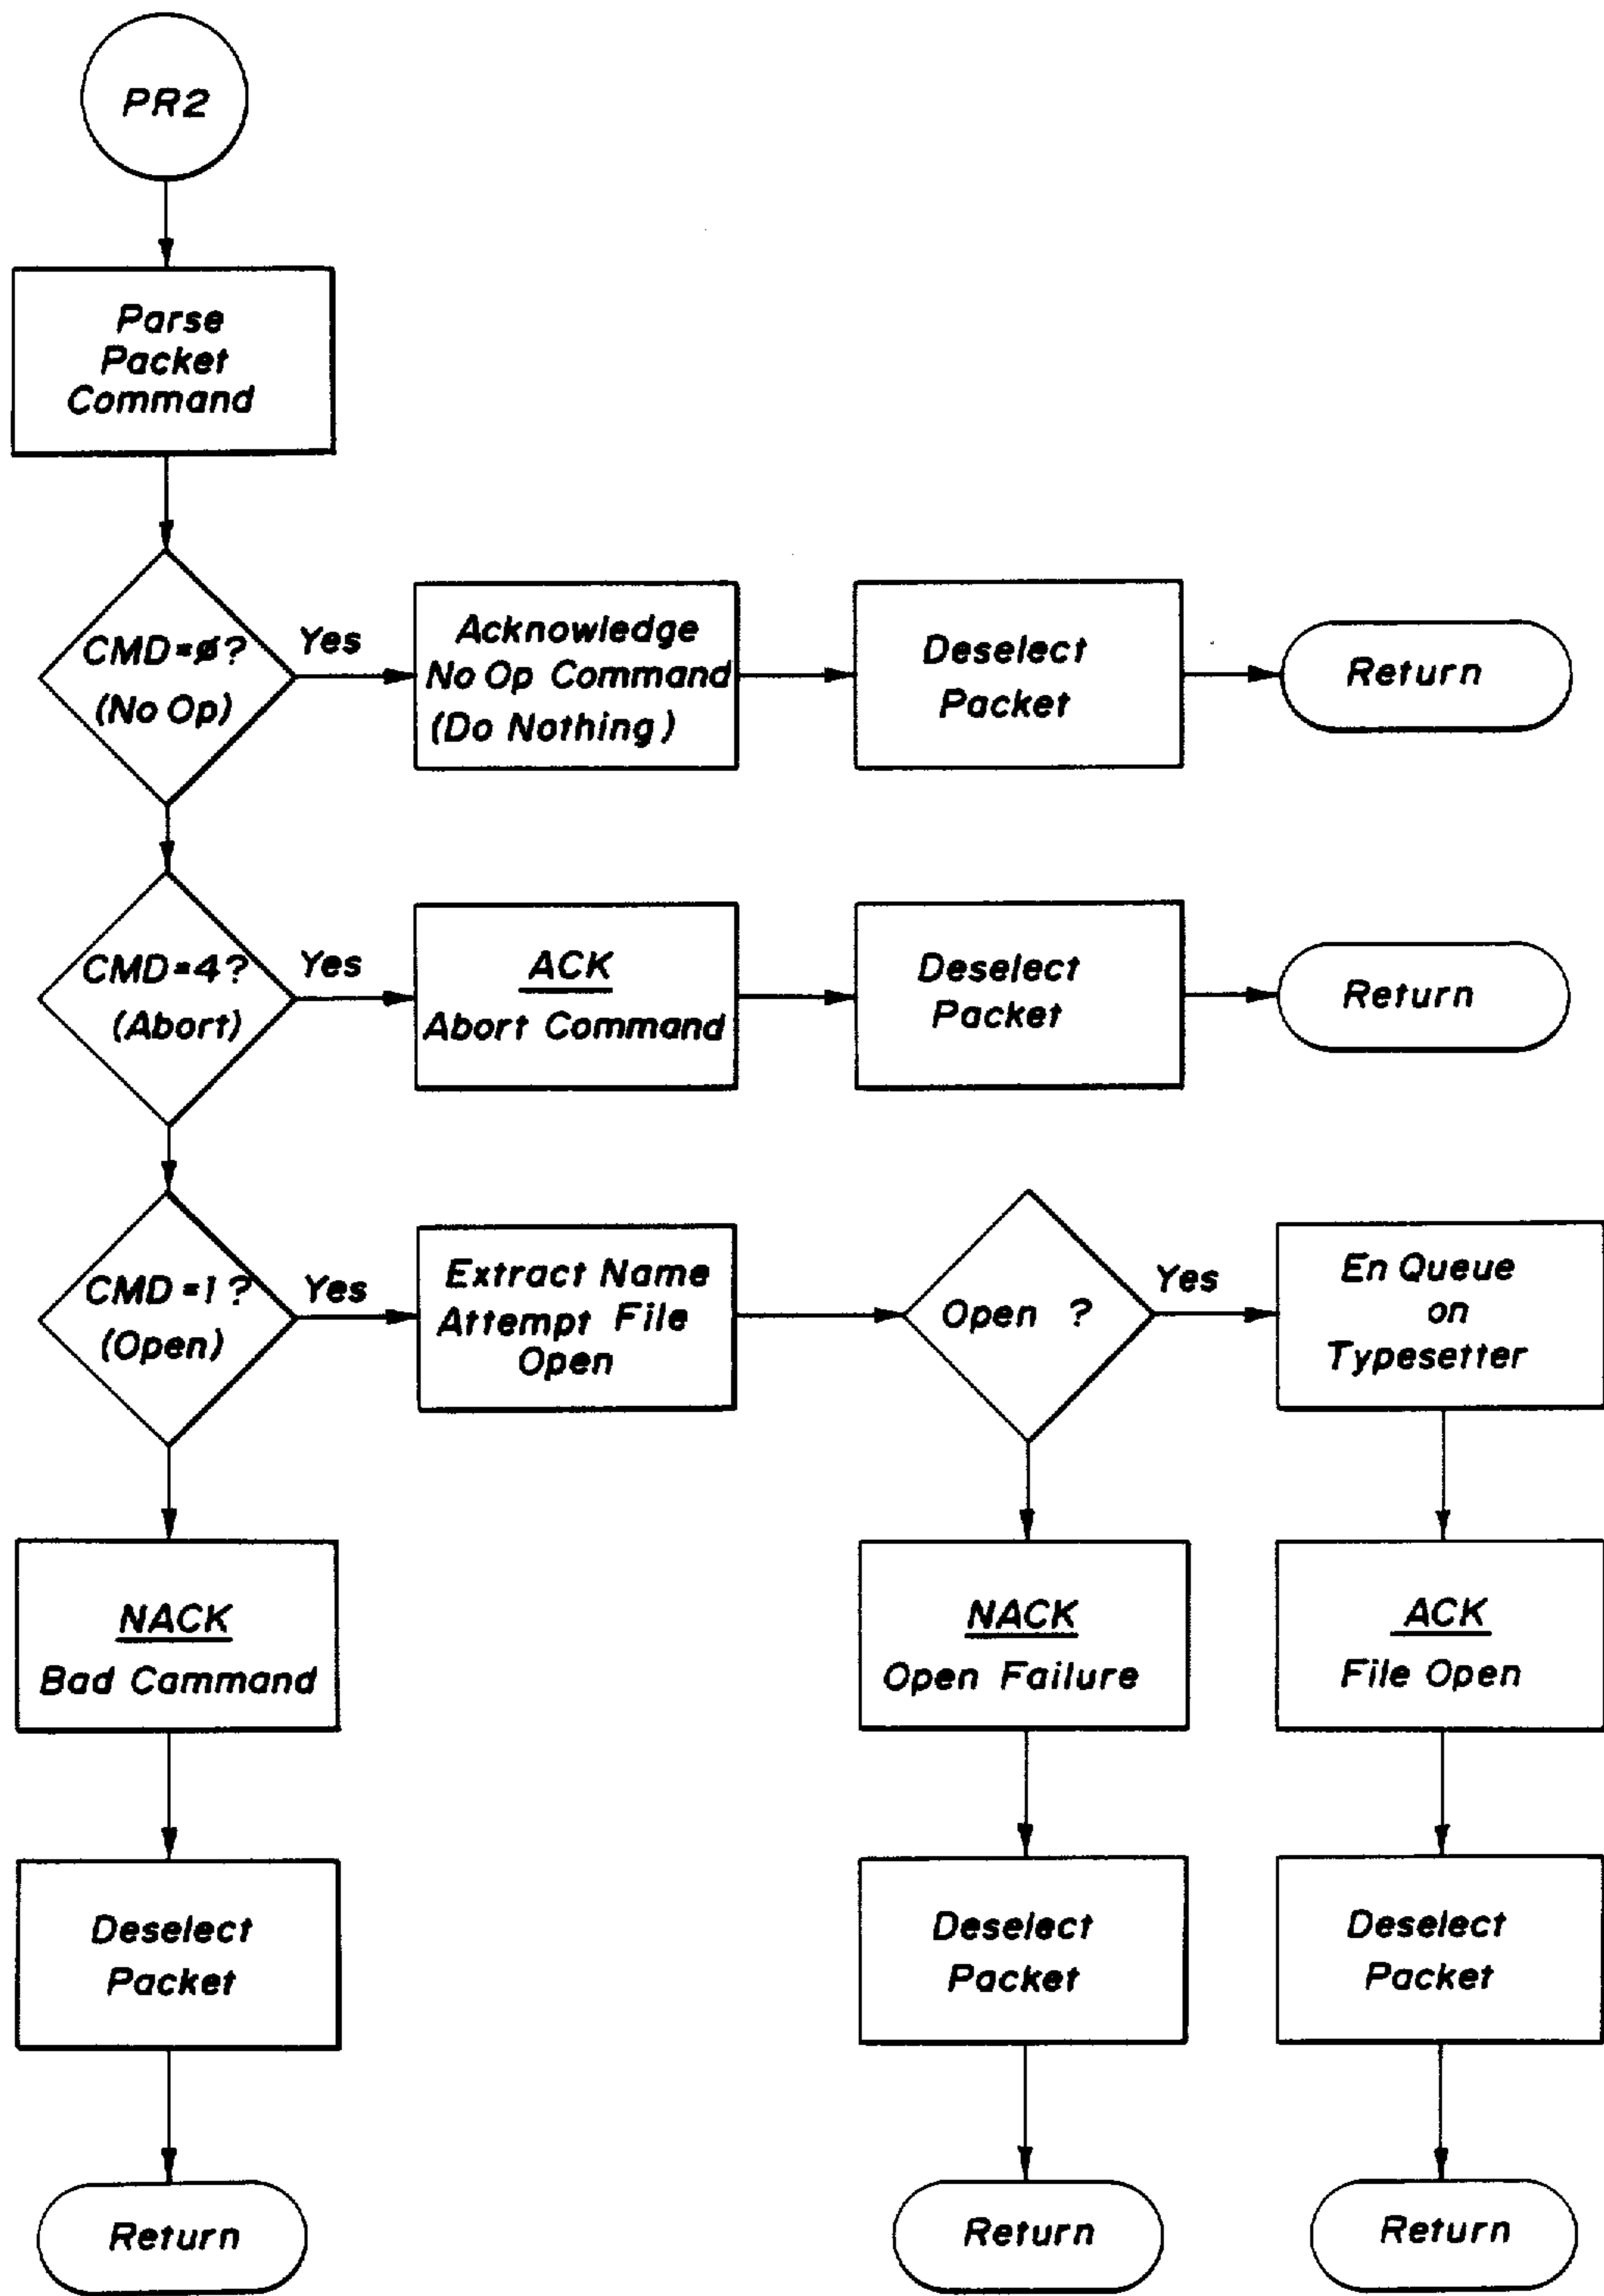 PR2
Parse
Packet
Command
CMD=ø?
(No Op)
Yes
Acknowledge
No Op Command
(Do Nothing)
Deselect
Packet
Return
CMD=4?
(Abort)
Yes
ACK
Abort Command
Deselect
Packet
Return
CMD=1?
(Open)
Yes
Extract Name
Attempt File
Open
Open ?
Yes
En Queue
on
Typesetter
NACK
Bad Cammand
NACK
Open Failure
ACK
File Open
Deselect
Packet
Deselect
Packet
Deselect
Packet
Return
Return
Return